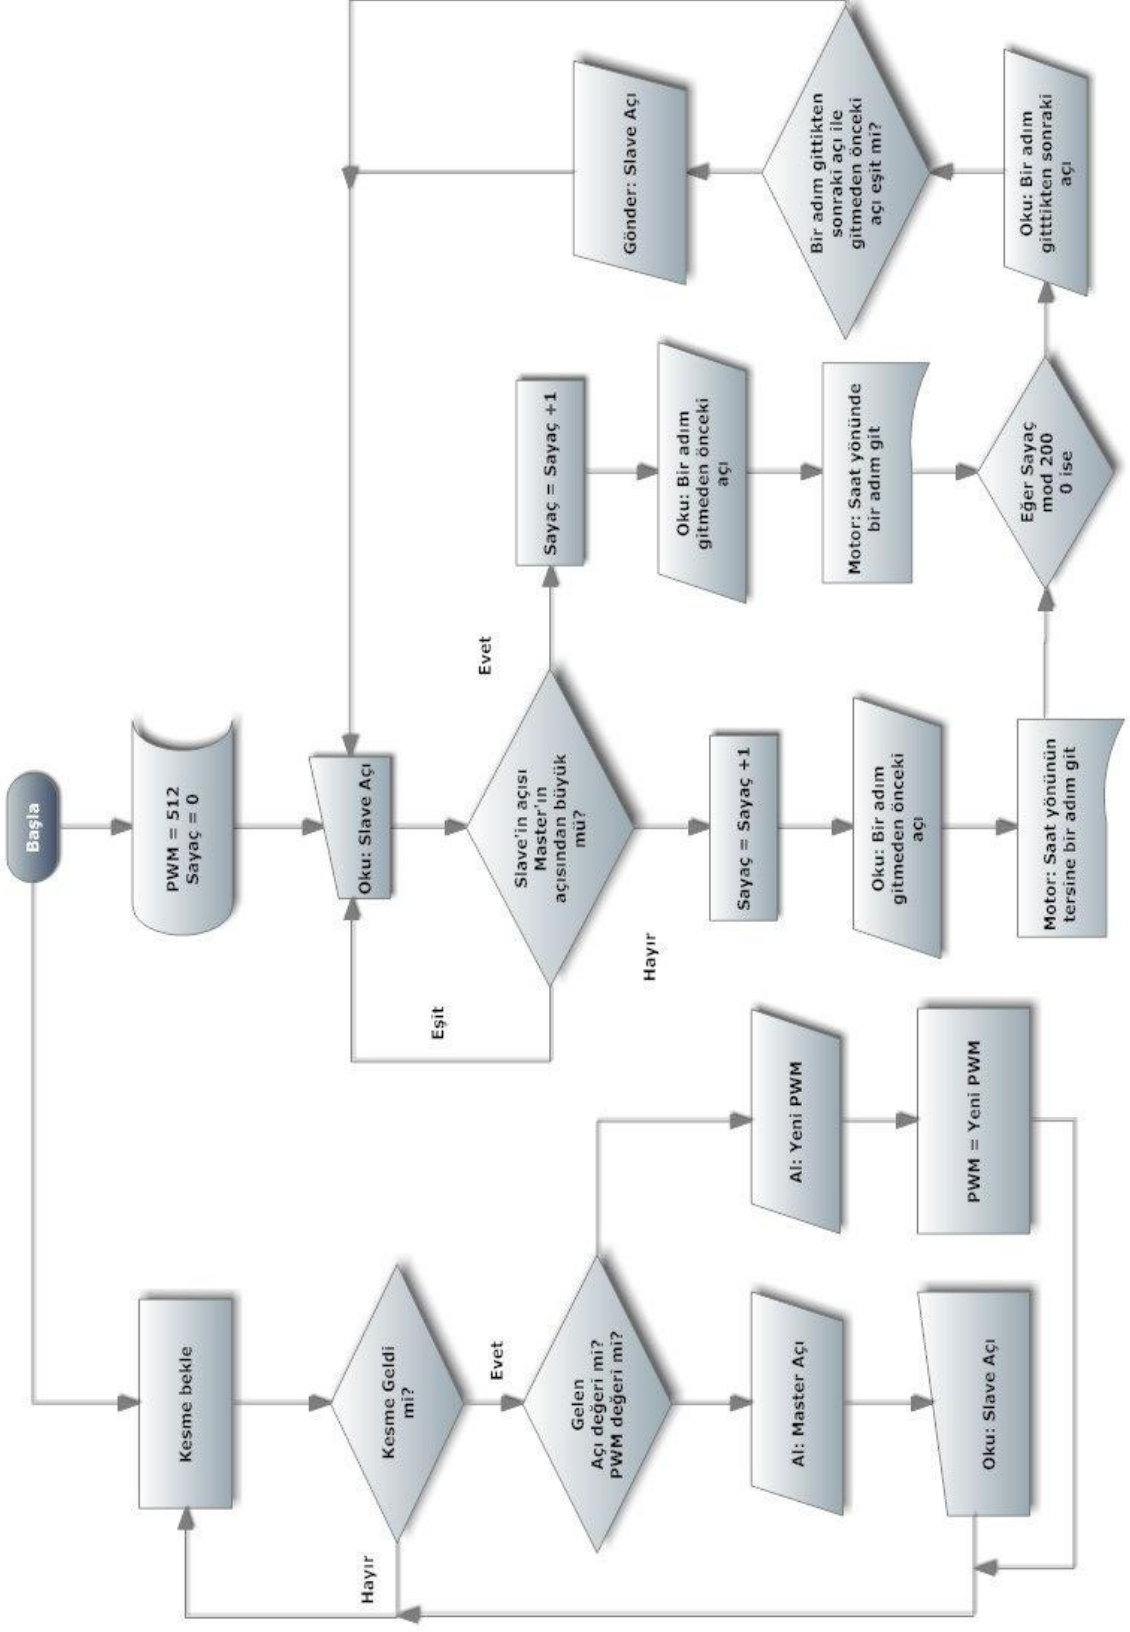 Başla
PWM = 512
Sayaç = 0
Oku: Slave Açı
Slave'in açısı
Master'ın
açısından büyük
mü?
Eşit
Evet
Hayır
Sayaç = Sayaç +1
Oku: Bir adım
gitmeden önceki
açı
Motor: Saat yönünün
tersine bir adım git
Sayaç = Sayaç +1
Oku: Bir adım
gitmeden önceki
açı
Motor: Saat yönünde
bir adım git
Eğer Sayaç
mod 200
0 ise
Oku: Bir adım
gitttikten sonraki
açı
Bir adım gittikten
sonraki açı ile
gitmeden önceki
açı eşit mi?
Gönder: Slave Açı
Kesme bekle
Kesme Geldi
mi?
Hayır
Evet
Gelen
Açı değeri mi?
PWM değeri mi?
Al: Master Açı
Oku: Slave Açı
Al: Yeni PWM
PWM = Yeni PWM